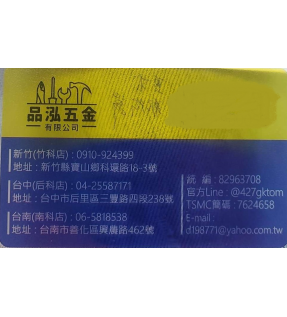 品泓五金
有限公司
新竹(竹科店) : 0910-924399
地址 : 新竹縣寶山鄉科環路16-3號
台中(后科店) : 04-25587171
地址 : 台中市后里區三豐路四段238號
台南(南科店) : 06-5818538
地址 : 台南市善化區興農路462號
統 編 : 82963708
官方Line : @427gktom
TSMC簡碼 : 7624658
E-mail :
d198771@yahoo.com.tw